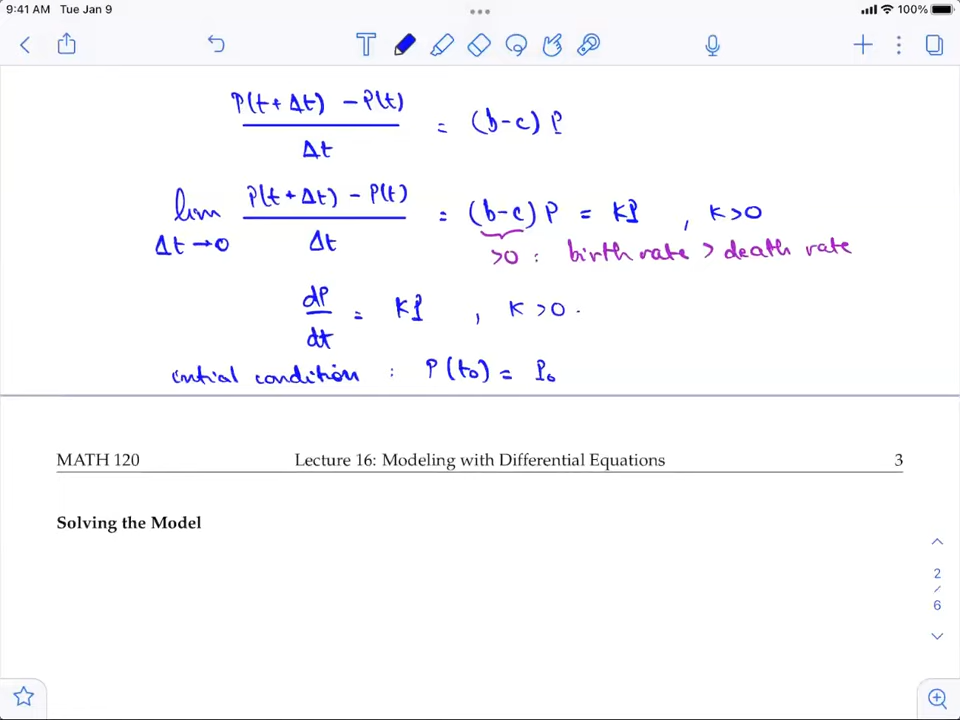 9:41 AM Tue Jan 9 100%
P(t + Δt) - P(t)
───────── = (b-c) P
Δt
lim P(t + Δt) - P(t)
Δt→0 ───────── = (b-c) P = KP , K>0
Δt
>0 : birth rate > death rate
dP
── = KP , K>0.
dt
intial condition : P(t₀) = P₀
MATH 120 Lecture 16: Modeling with Differential Equations 3
Solving the Model
2
/
6